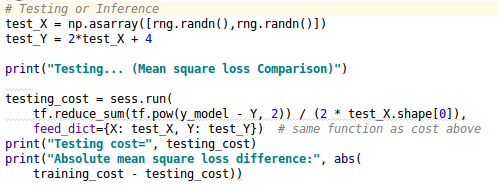 # Testing or Inference
test_X = np.asarray([rng.randn(),rng.randn()])
test_Y = 2*test_X + 4
print("Testing... (Mean square loss Comparison)")
testing_cost = sess.run(
    tf.reduce_sum(tf.pow(y_model - Y, 2)) / (2 * test_X.shape[0]),
    feed_dict={X: test_X, Y: test_Y})  # same function as cost above
print("Testing cost=", testing_cost)
print("Absolute mean square loss difference:", abs(
    training_cost - testing_cost))